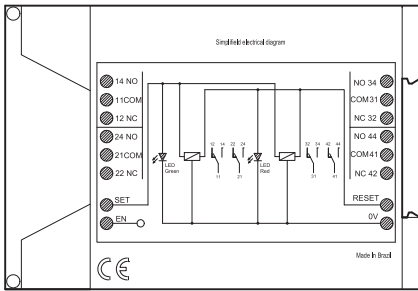 Simplifield electrical diagram
14 NO
11COM
12 NC
24 NO
21COM
22 NC
SET
EN
LED
Green
12 14
11
22 24
21
LED
Red
32 34
31
42 44
41
NO 34
COM31
NC 32
NO 44
COM41
NC 42
RESET
0V
Made In Brazil
CE